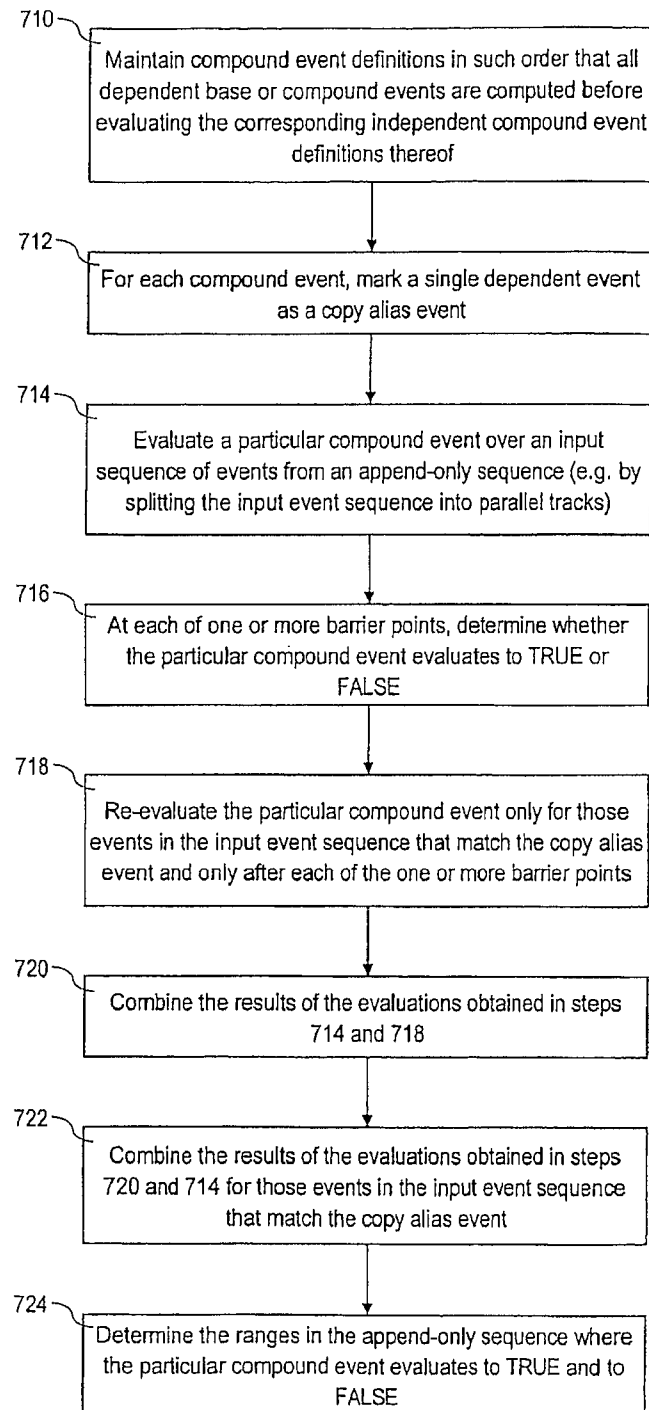 710
Maintain compound event definitions in such order that all
dependent base or compound events are computed before
evaluating the corresponding independent compound event
definitions thereof
712
For each compound event, mark a single dependent event
as a copy alias event
714
Evaluate a particular compound event over an input
sequence of events from an append-only sequence (e.g. by
splitting the input event sequence into parallel tracks)
716
At each of one or more barrier points, determine whether
the particular compound event evaluates to TRUE or
FALSE
718
Re-evaluate the particular compound event only for those
events in the input event sequence that match the copy alias
event and only after each of the one or more barrier points
720
Combine the results of the evaluations obtained in steps
714 and 718
722
Combine the results of the evaluations obtained in steps
720 and 714 for those events in the input event sequence
that match the copy alias event
724
Determine the ranges in the append-only sequence where
the particular compound event evaluates to TRUE and to
FALSE